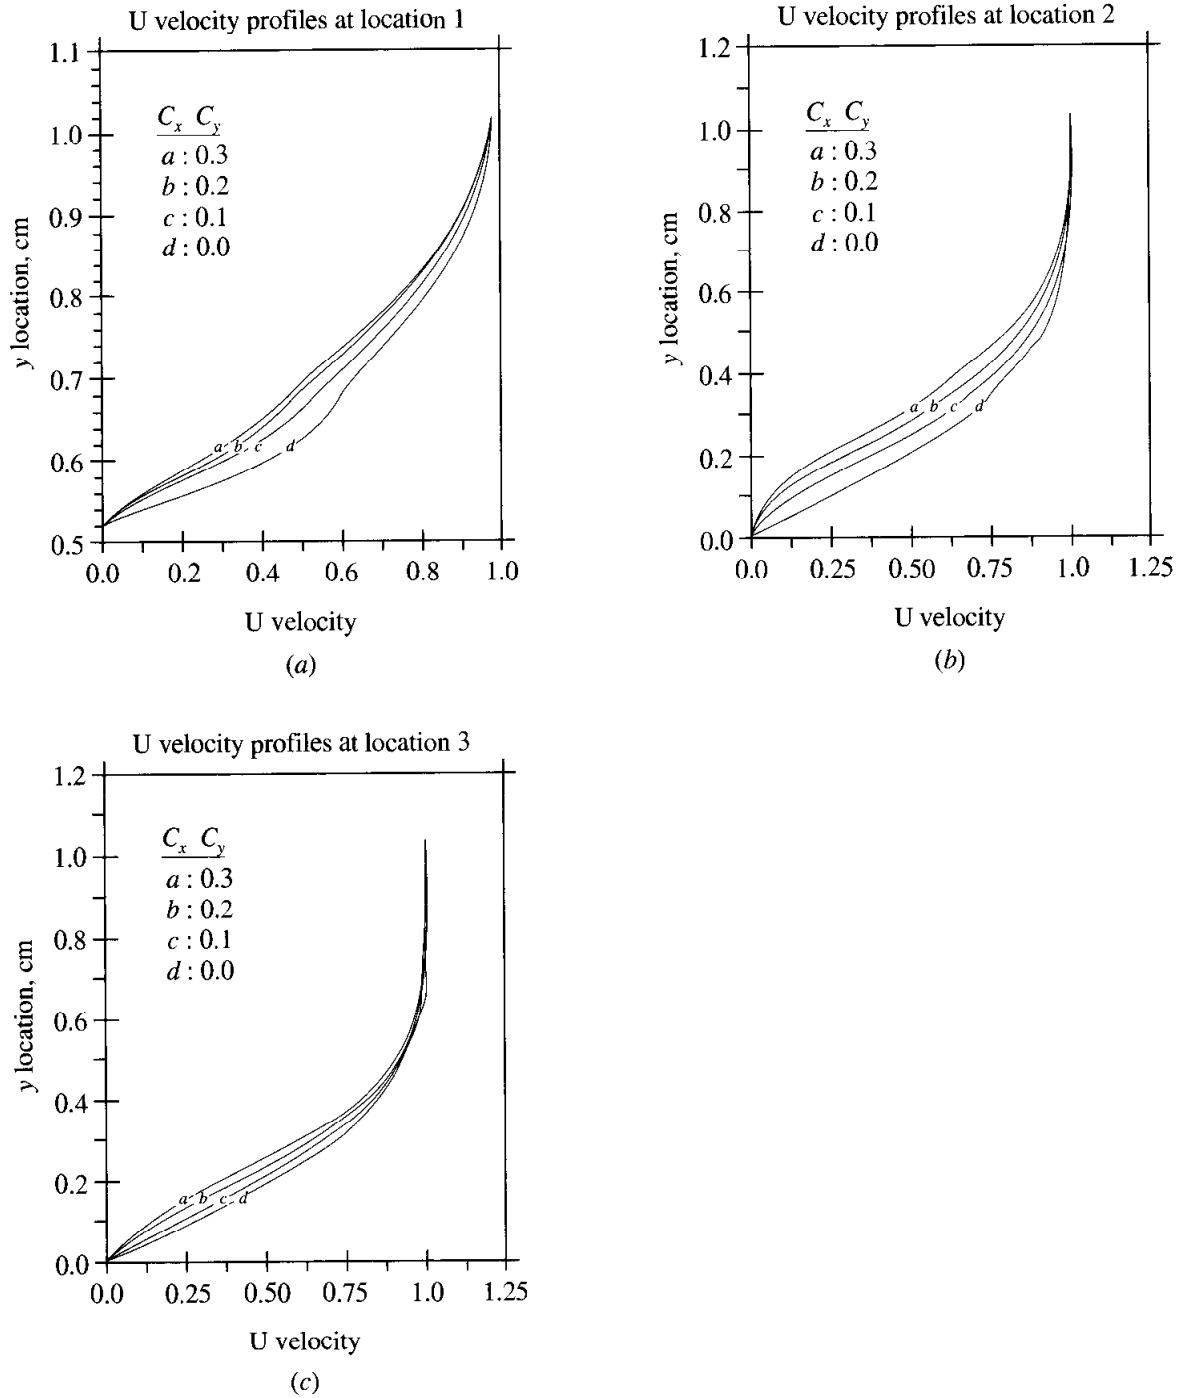 U velocity profiles at location 1
1.1
1.0
0.9
0.8
0.7
0.6
0.5
y location, cm
Cx Cy
a : 0.3
b : 0.2
c : 0.1
d : 0.0
a b c d
0.0 0.2 0.4 0.6 0.8 1.0
U velocity
(a)
U velocity profiles at location 2
1.2
1.0
0.8
0.6
0.4
0.2
0.0
y location, cm
Cx Cy
a : 0.3
b : 0.2
c : 0.1
d : 0.0
a b c d
0.0 0.25 0.50 0.75 1.0 1.25
U velocity
(b)
U velocity profiles at location 3
1.2
1.0
0.8
0.6
0.4
0.2
0.0
y location, cm
Cx Cy
a : 0.3
b : 0.2
c : 0.1
d : 0.0
a b c d
0.0 0.25 0.50 0.75 1.0 1.25
U velocity
(c)